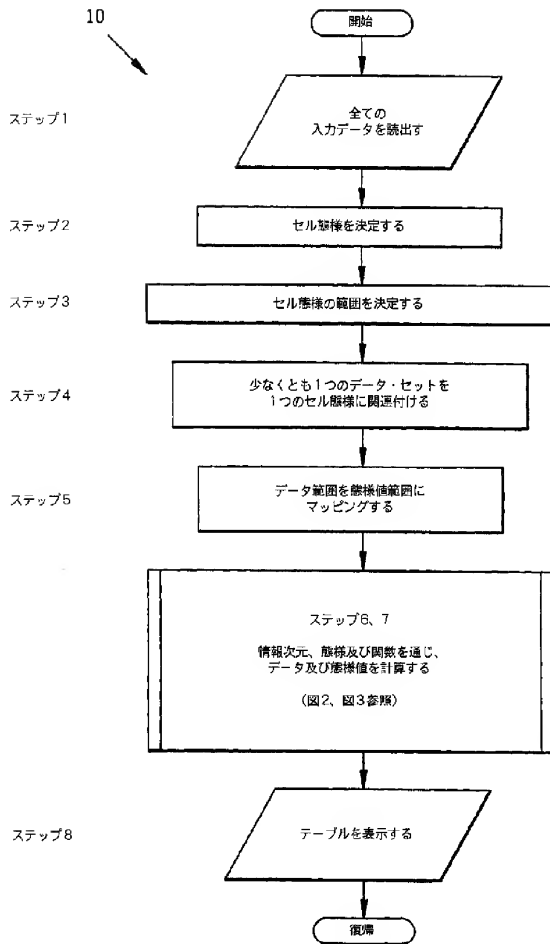 10
開始
ステップ1
全ての
入力データを読出す
ステップ2
セル態様を決定する
ステップ3
セル態様の範囲を決定する
ステップ4
少なくとも1つのデータ・セットを
1つのセル態様に関連付ける
ステップ5
データ範囲を態様値範囲に
マッピングする
ステップ6、7
情報次元、態様及び関数を通じ、
データ及び態様値を計算する
(図2、図3参照)
ステップ8
テーブルを表示する
復帰